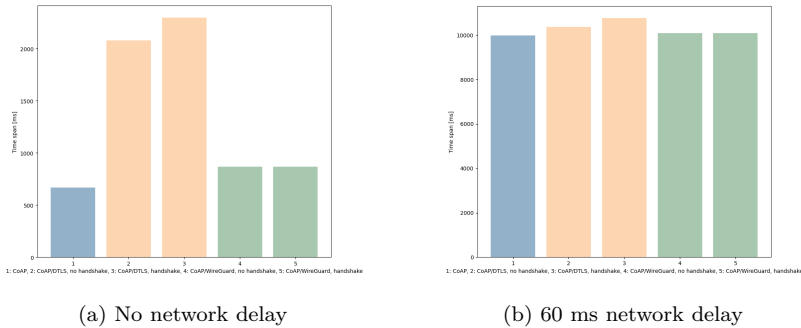 2000
1500
1000
500
0
Time span [ms]
1 2 3 4 5
1: CoAP, 2: CoAP/DTLS, no handshake, 3: CoAP/DTLS, handshake, 4: CoAP/WireGuard, no handshake, 5: CoAP/WireGuard, handshake
(a) No network delay
10000
8000
6000
4000
2000
0
Time span [ms]
1 2 3 4 5
1: CoAP, 2: CoAP/DTLS, no handshake, 3: CoAP/DTLS, handshake, 4: CoAP/WireGuard, no handshake, 5: CoAP/WireGuard, handshake
(b) 60 ms network delay